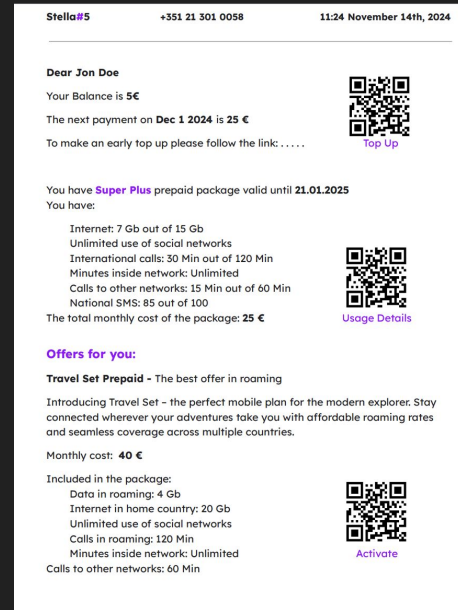 Stella#5 +351 21 301 0058 11:24 November 14th, 2024
Dear Jon Doe
Your Balance is 5€
The next payment on Dec 1 2024 is 25 €
To make an early top up please follow the link: . . . . .
Top Up
You have Super Plus prepaid package valid until 21.01.2025
You have:
Internet: 7 Gb out of 15 Gb
Unlimited use of social networks
International calls: 30 Min out of 120 Min
Minutes inside network: Unlimited
Calls to other networks: 15 Min out of 60 Min
National SMS: 85 out of 100
The total monthly cost of the package: 25 €
Usage Details
Offers for you:
Travel Set Prepaid - The best offer in roaming
Introducing Travel Set – the perfect mobile plan for the modern explorer. Stay
connected wherever your adventures take you with affordable roaming rates
and seamless coverage across multiple countries.
Monthly cost: 40 €
Included in the package:
Data in roaming: 4 Gb
Internet in home country: 20 Gb
Unlimited use of social networks
Calls in roaming: 120 Min
Minutes inside network: Unlimited
Calls to other networks: 60 Min
Activate